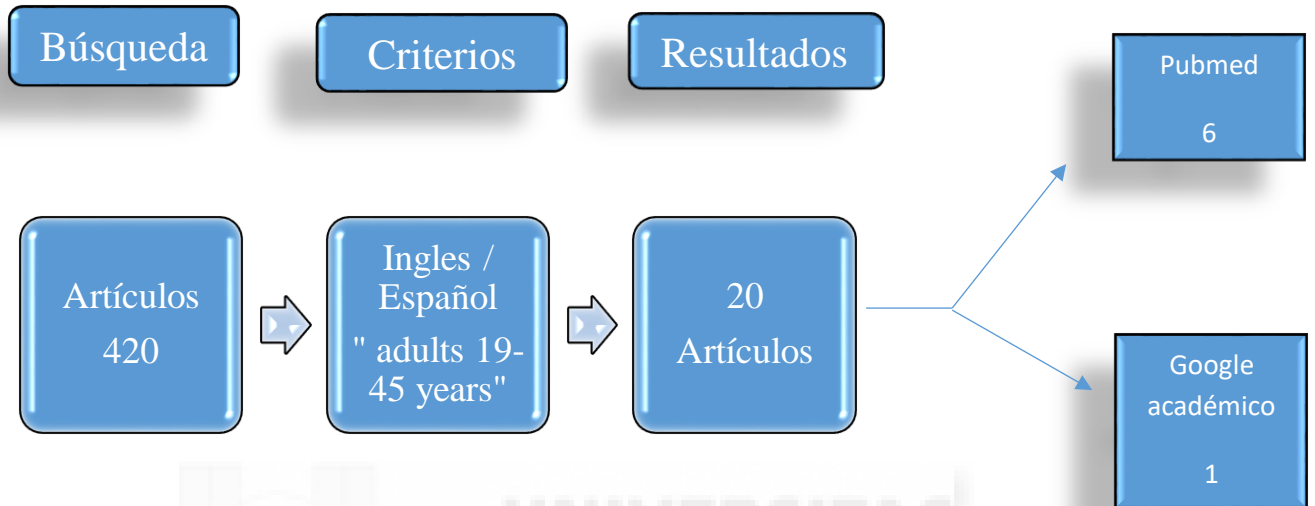 Búsqueda
Criterios
Resultados
Pubmed
6
Artículos
420
Ingles /
Español
" adults 19-
45 years"
20
Artículos
Google
académico
1